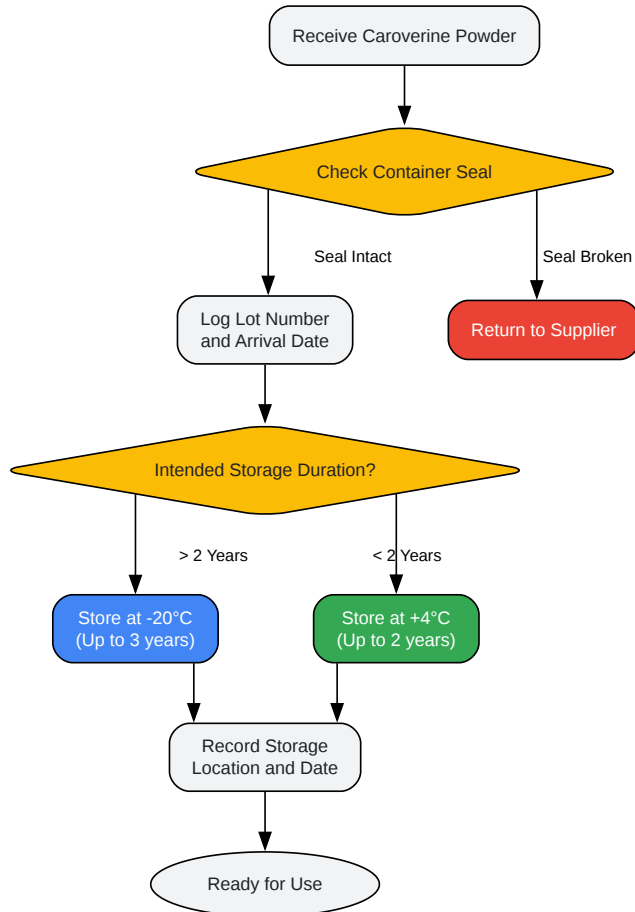 Receive Caroverine Powder
Check Container Seal
Seal Intact
Seal Broken
Log Lot Number
and Arrival Date
Return to Supplier
Intended Storage Duration?
> 2 Years
< 2 Years
Store at -20°C
(Up to 3 years)
Store at +4°C
(Up to 2 years)
Record Storage
Location and Date
Ready for Use